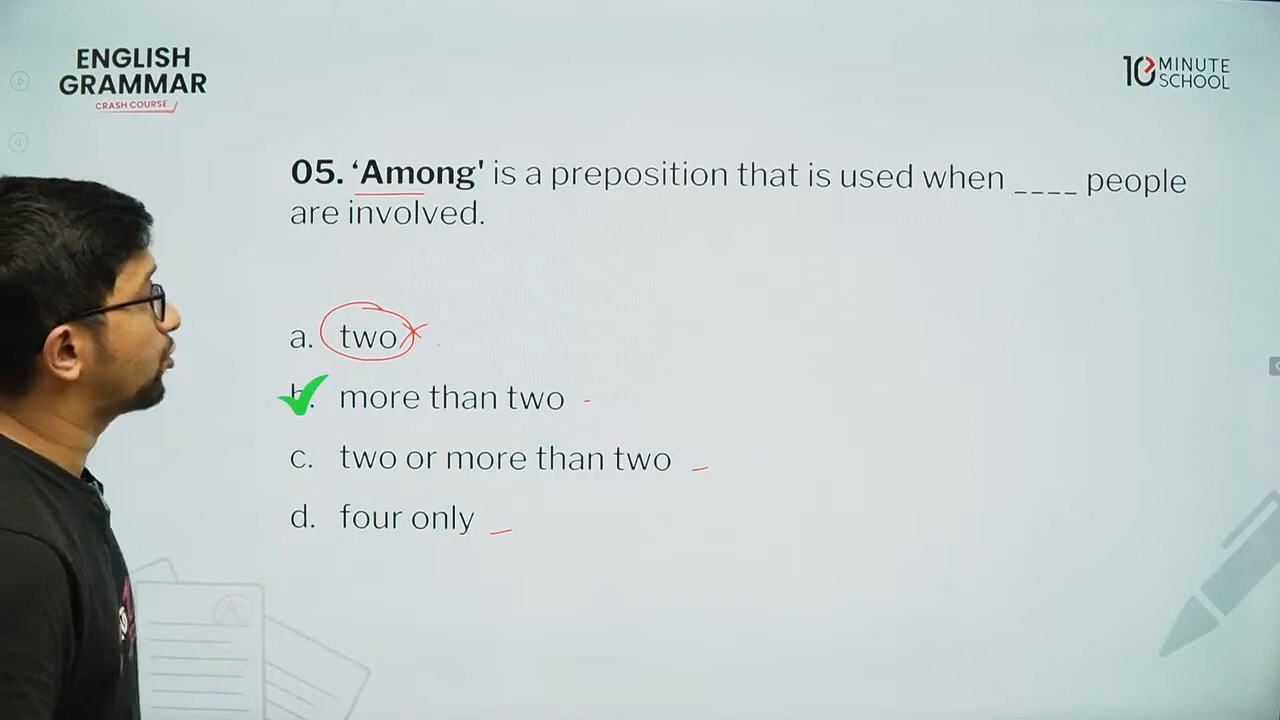 ENGLISH
GRAMMAR
CRASH COURSE
10 MINUTE
SCHOOL
05. ‘Among' is a preposition that is used when ____ people
are involved.
a. two
b. more than two
c. two or more than two
d. four only
A+